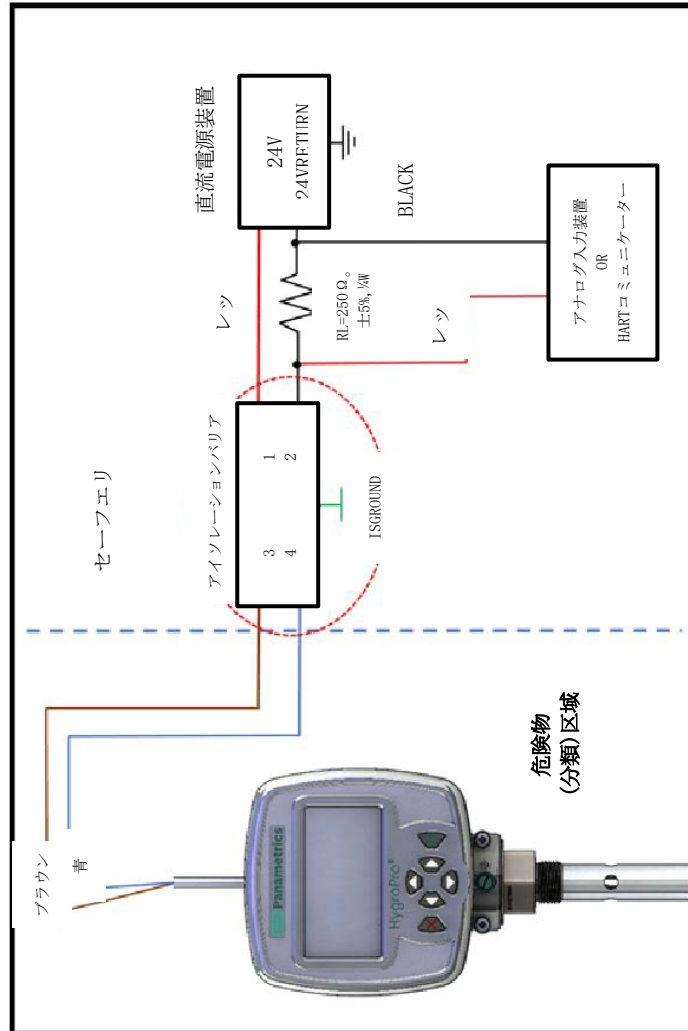 ブラウン
青
Panametrics
HygroPro®
危険物
(分類)区域
セーフエリ
アイソレーションバリア
3
4
1
2
ISGROUND
レッ
RL=250Ω。
±5%,¼W
レッ
直流電源装置
24V
24VRETURN
BLACK
アナログ入力装置
OR
HARTコミュニケーター